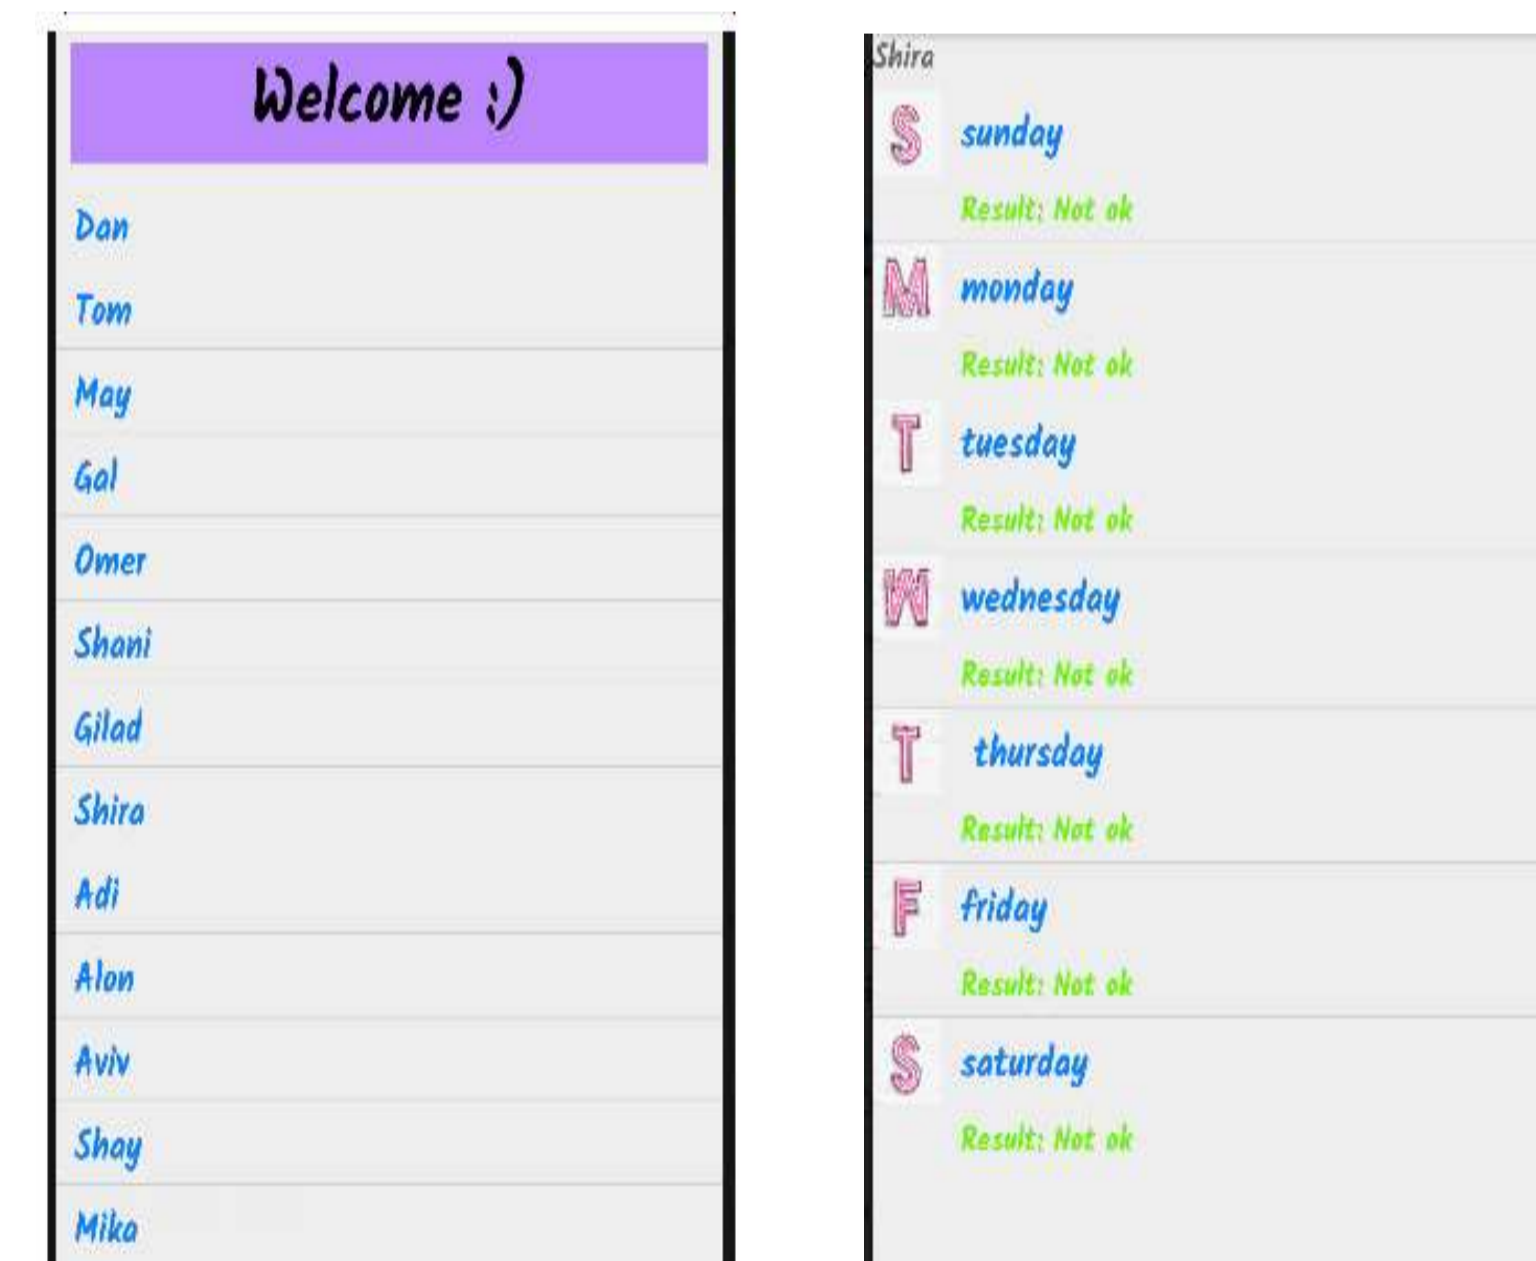 Welcome :)
Dan
Tom
May
Gal
Omer
Shani
Gilad
Shira
Adi
Alon
Aviv
Shay
Mika
Shira
S sunday
Result: Not ok
M monday
Result: Not ok
T tuesday
Result: Not ok
W wednesday
Result: Not ok
T thursday
Result: Not ok
F friday
Result: Not ok
S saturday
Result: Not ok